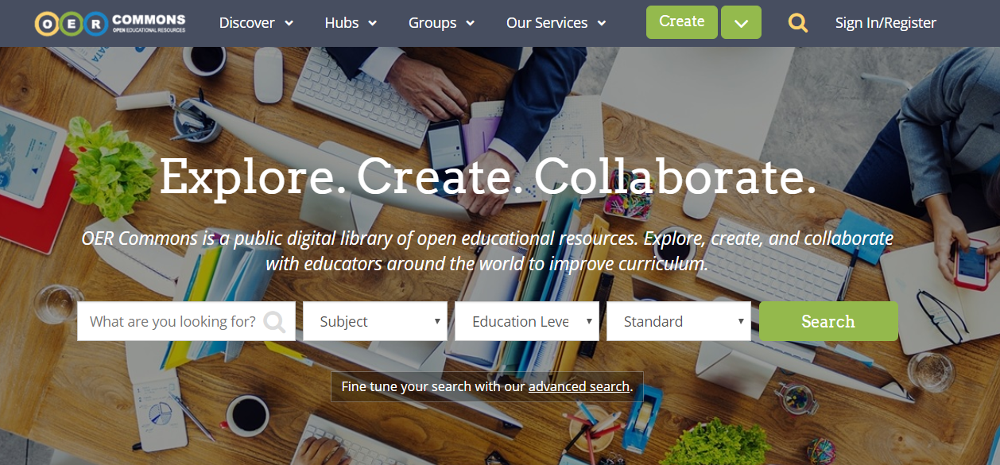 OER COMMONS
OPEN EDUCATIONAL RESOURCES
Discover
Hubs
Groups
Our Services
Create
Sign In/Register
DATA
Explore. Create. Collaborate.
OER Commons is a public digital library of open educational resources. Explore, create, and collaborate
with educators around the world to improve curriculum.
What are you looking for?
Subject
Education Leve
Standard
Search
Fine tune your search with our advanced search.